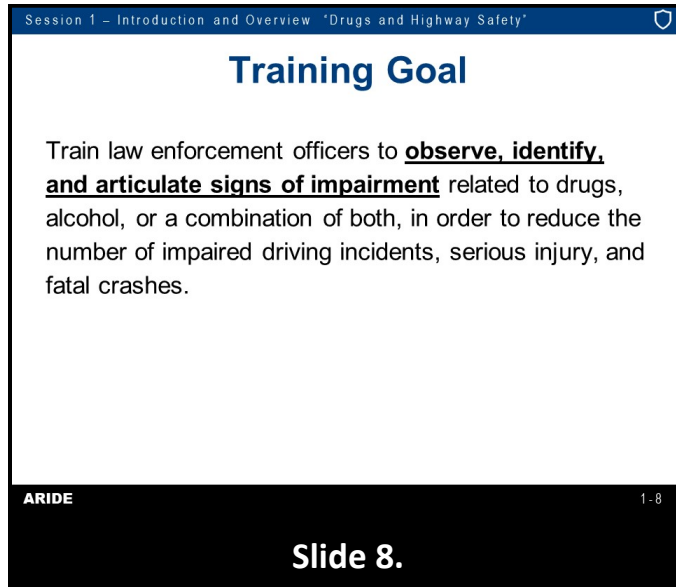 Session 1 – Introduction and Overview "Drugs and Highway Safety"
Training Goal
Train law enforcement officers to observe, identify,
and articulate signs of impairment related to drugs,
alcohol, or a combination of both, in order to reduce the
number of impaired driving incidents, serious injury, and
fatal crashes.
ARIDE 1-8
Slide 8.